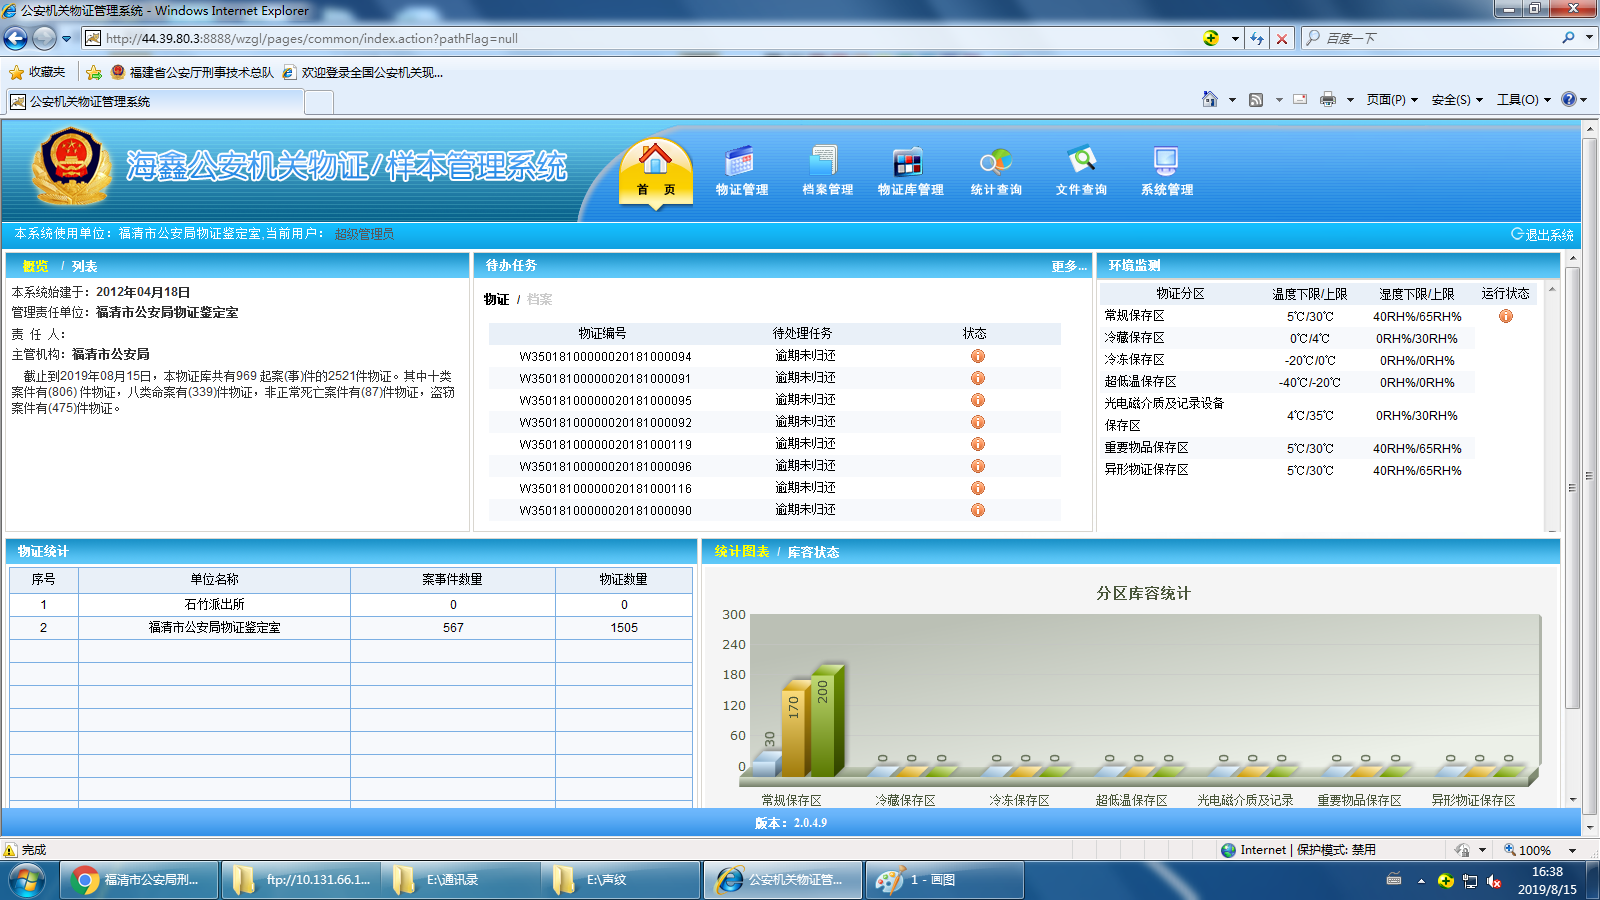 公安机关物证管理系统 - Windows Internet Explorer
http://44.39.80.3:8888/wzgl/pages/common/index.action?pathFlag=null
百度一下
收藏夹
福建省公安厅刑事技术总队
欢迎登录全国公安机关现...
公安机关物证管理系统
页面(P)
安全(S)
工具(O)
海鑫公安机关物证/样本管理系统
首 页
物证管理
档案管理
物证库管理
统计查询
文件查询
系统管理
本系统使用单位：福清市公安局物证鉴定室,当前用户： 超级管理员
退出系统
概览 / 列表
本系统始建于：2012年04月18日
管理责任单位：福清市公安局物证鉴定室
责 任 人：
主管机构：福清市公安局
截止到2019年08月15日，本物证库共有969 起案(事)件的2521件物证。其中十类
案件有(806) 件物证，八类命案有(339)件物证，非正常死亡案件有(87)件物证，盗窃
案件有(475)件物证。
待办任务 更多...
物证 / 档案
物证编号 待处理任务 状态
W35018100000020181000094 逾期未归还
W35018100000020181000091 逾期未归还
W35018100000020181000095 逾期未归还
W35018100000020181000092 逾期未归还
W35018100000020181000119 逾期未归还
W35018100000020181000096 逾期未归还
W35018100000020181000116 逾期未归还
W35018100000020181000090 逾期未归还
环境监测
物证分区 温度下限/上限 湿度下限/上限 运行状态
常规保存区 5℃/30℃ 40RH%/65RH%
冷藏保存区 0℃/4℃ 0RH%/30RH%
冷冻保存区 -20℃/0℃ 0RH%/0RH%
超低温保存区 -40℃/-20℃ 0RH%/0RH%
光电磁介质及记录设备
保存区 4℃/35℃ 0RH%/30RH%
重要物品保存区 5℃/30℃ 40RH%/65RH%
异形物证保存区 5℃/30℃ 40RH%/65RH%
物证统计
序号 单位名称 案事件数量 物证数量
1 石竹派出所 0 0
2 福清市公安局物证鉴定室 567 1505
统计图表 / 库容状态
分区库容统计
300
240
180
120
60
0
30 170 200 0 0 0 0 0 0 0 0 0 0 0 0 0 0 0 0 0 0
常规保存区 冷藏保存区 冷冻保存区 超低温保存区 光电磁介质及记录 重要物品保存区 异形物证保存区
版本：2.0.4.9
完成
Internet | 保护模式: 禁用
100%
福清市公安局刑...
ftp://10.131.66.1...
E:\通讯录
E:\声纹
公安机关物证管...
1 - 画图
16:38
2019/8/15